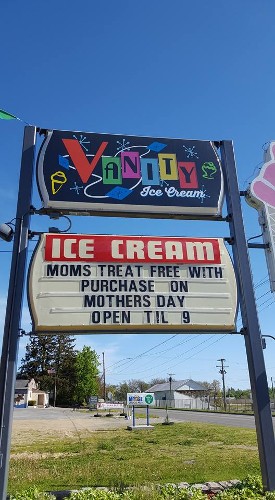 VANITY
Ice Cream
ICE CREAM
MOMS TREAT FREE WITH
PURCHASE ON
MOTHERS DAY
OPEN TIL 9